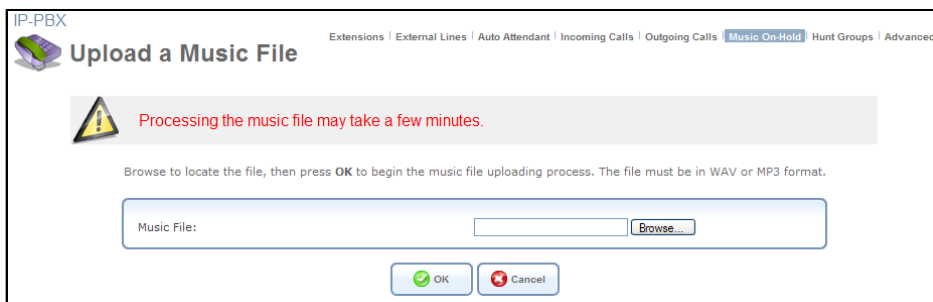 IP-PBX
Upload a Music File
Extensions | External Lines | Auto Attendant | Incoming Calls | Outgoing Calls | Music On-Hold | Hunt Groups | Advanced
Processing the music file may take a few minutes.
Browse to locate the file, then press OK to begin the music file uploading process. The file must be in WAV or MP3 format.
Music File: Browse...
OK Cancel